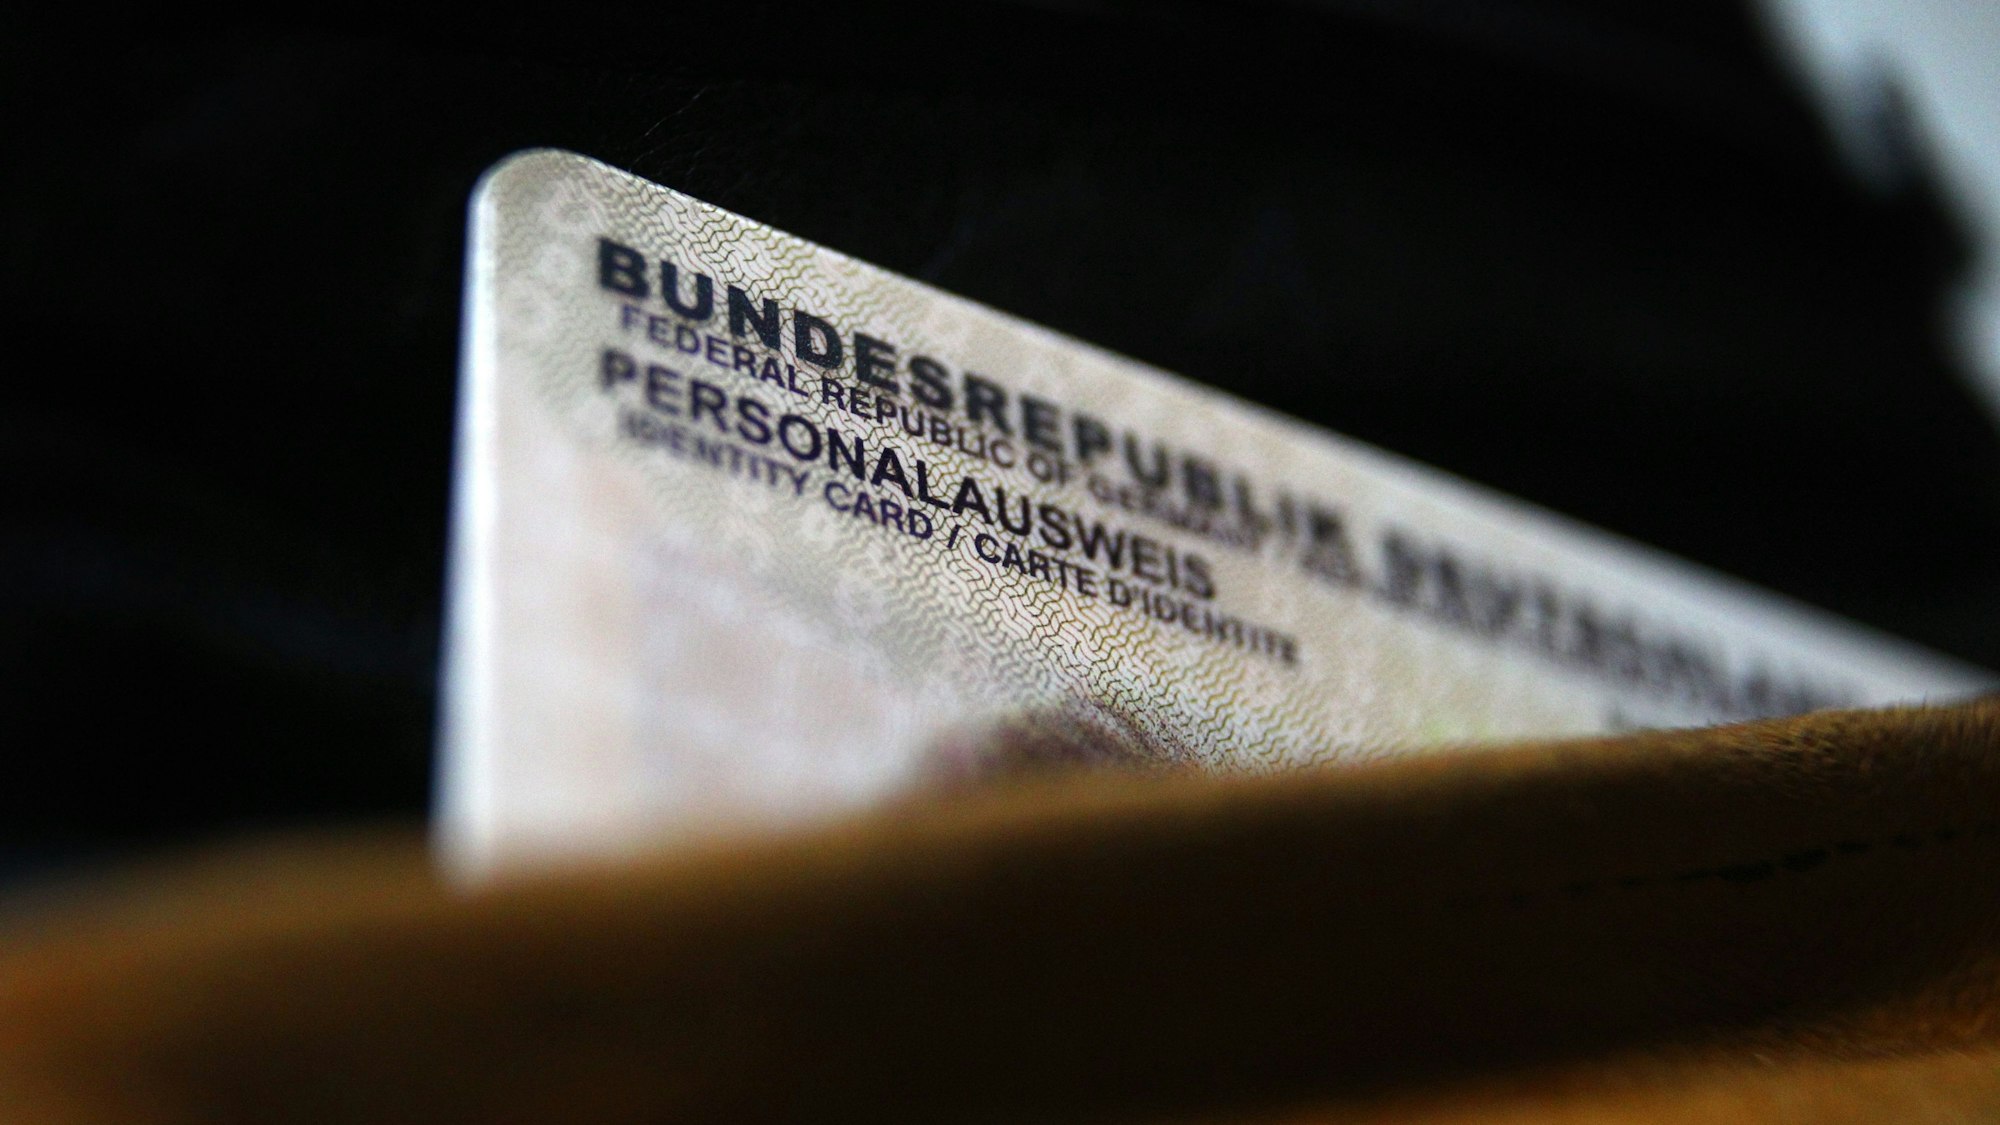 BUNDESREPUBLIK
FEDERAL REPUBLIC OF GERMANY
PERSONALAUSWEIS
IDENTITY CARD / CARTE D'IDENTITE